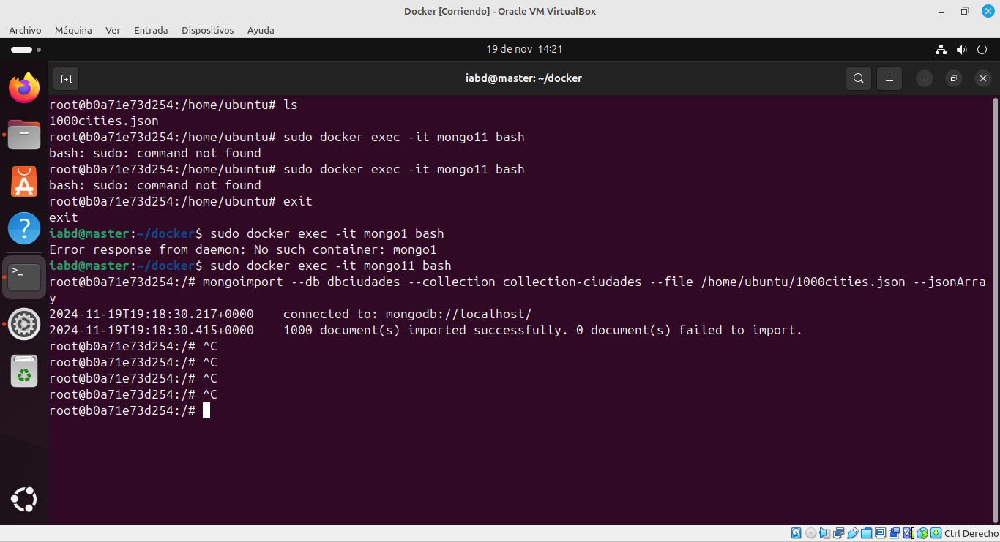 Docker [Corriendo] - Oracle VM VirtualBox
Archivo Máquina Ver Entrada Dispositivos Ayuda
19 de nov 14:21
iabd@master: ~/docker
root@b0a71e73d254:/home/ubuntu# ls
1000cities.json
root@b0a71e73d254:/home/ubuntu# sudo docker exec -it mongo11 bash
bash: sudo: command not found
root@b0a71e73d254:/home/ubuntu# sudo docker exec -it mongo11 bash
bash: sudo: command not found
root@b0a71e73d254:/home/ubuntu# exit
exit
iabd@master:~/docker$ sudo docker exec -it mongo1 bash
Error response from daemon: No such container: mongo1
iabd@master:~/docker$ sudo docker exec -it mongo11 bash
root@b0a71e73d254:/# mongoimport --db dbciudades --collection collection-ciudades --file /home/ubuntu/1000cities.json --jsonArra
y
2024-11-19T19:18:30.217+0000    connected to: mongodb://localhost/
2024-11-19T19:18:30.415+0000    1000 document(s) imported successfully. 0 document(s) failed to import.
root@b0a71e73d254:/# ^C
root@b0a71e73d254:/# ^C
root@b0a71e73d254:/# ^C
root@b0a71e73d254:/# ^C
root@b0a71e73d254:/#
Ctrl Derecho